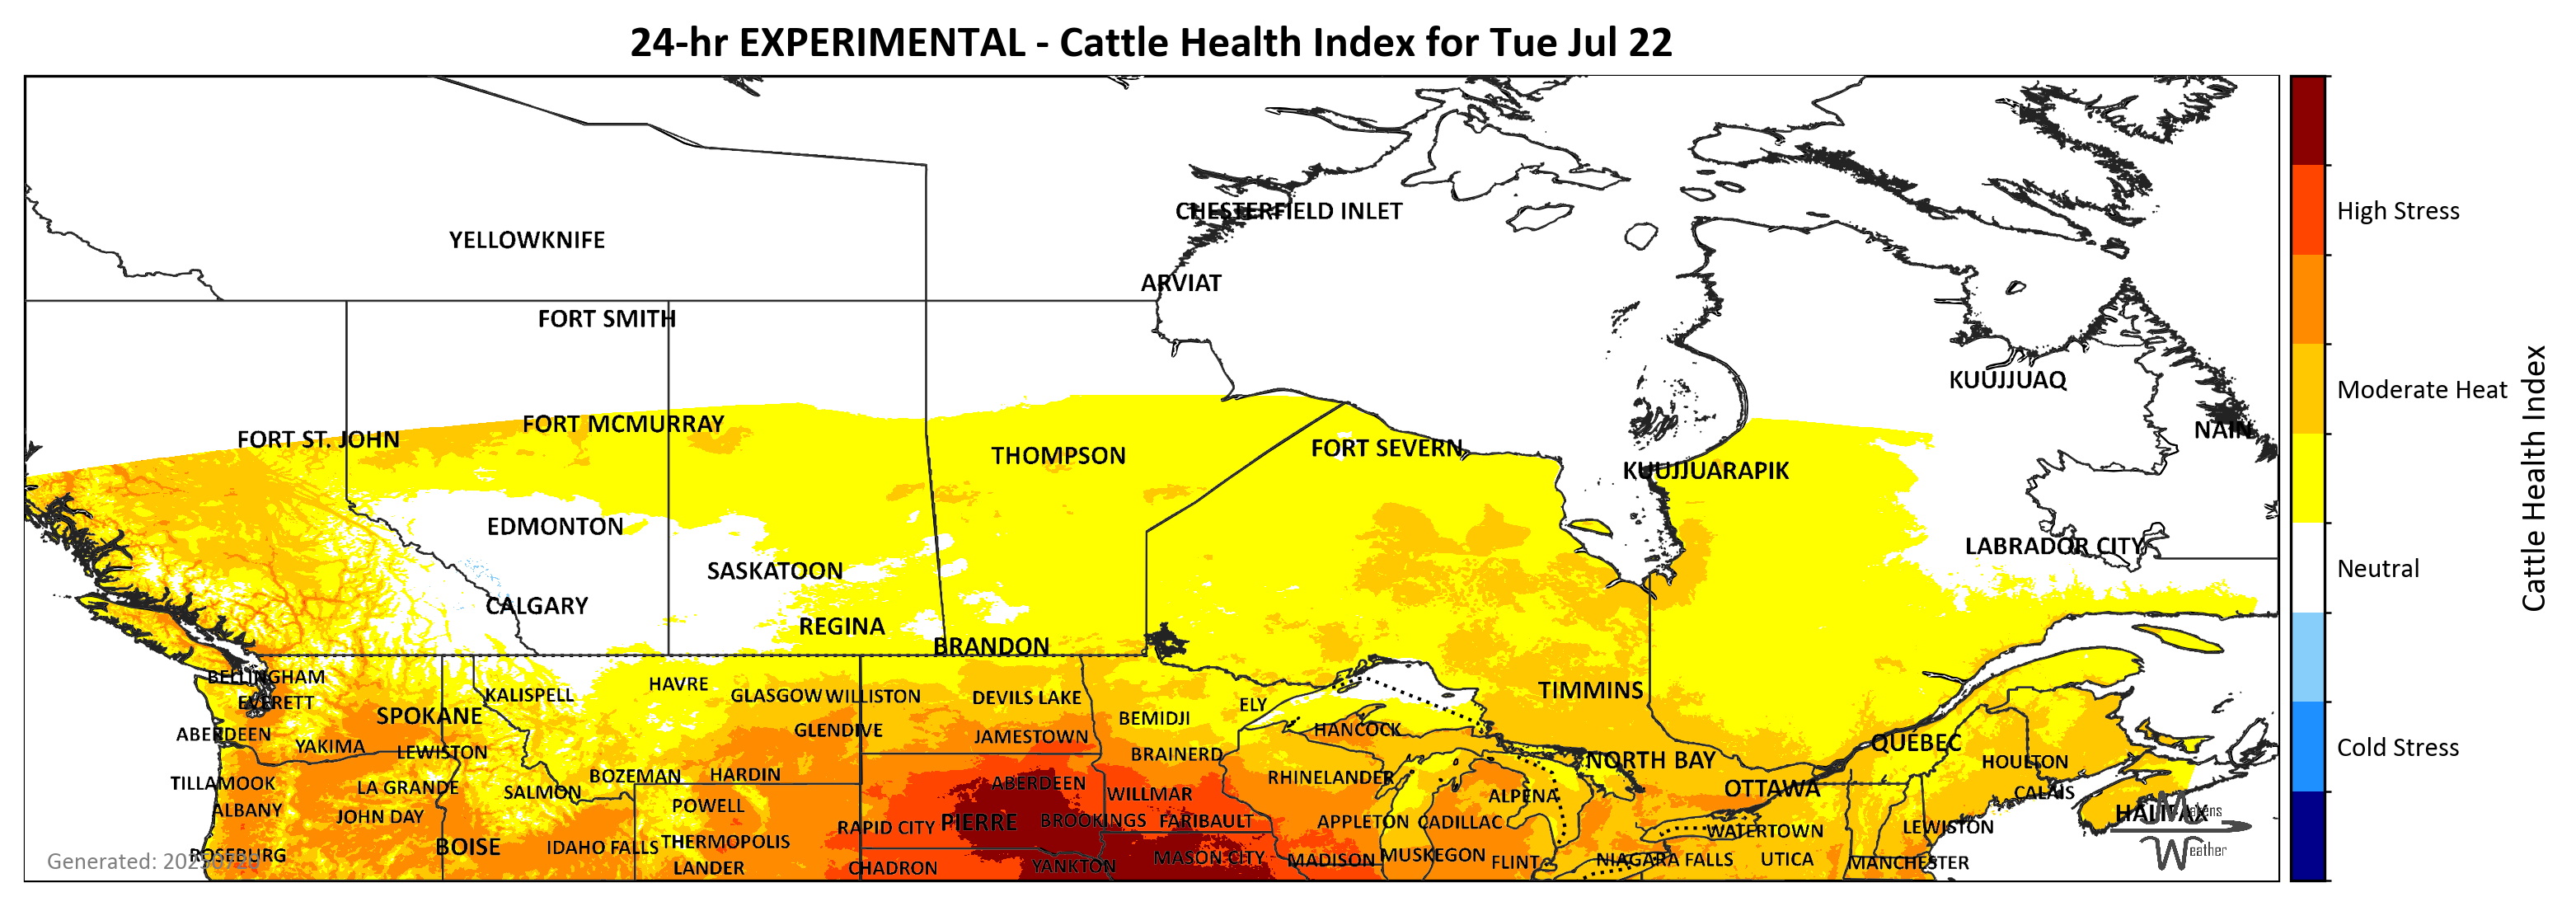 24-hr EXPERIMENTAL - Cattle Health Index for Tue Jul 22
CHESTERFIELD INLET
High Stress
YELLOWKNIFE
ARVIAT
FORT SMITH
KUUJJUAQ
Moderate Heat
FORT MCMURRAY
NAIN
FORT ST. JOHN
FORT SEVERN
THOMPSON
KUUJJUARAPIK
Cattle Health Index
EDMONTON
LABRADOR CITY
SASKATOON
Neutral
CALGARY
REGINA
BRANDON
BELLINGHAM
HAVRE
KALISPELL
GLASGOW WILLISTON
DEVILS LAKE
TIMMINS
EVERETT
ELY
SPOKANE
BEMIDJI
GLENDIVE
HANCOCK
ABERDEEN
JAMESTOWN
QUEBEC
Cold Stress
YAKIMA
LEWISTON
BRAINERD
NORTH BAY
HOULTON
BOZEMAN
HARDIN
RHINELANDER
TILLAMOOK
ABERDEEN
LA GRANDE
OTTAWA
SALMON
WILLMAR
ALPENA
CALAIS
POWELL
ALBANY
HALIFAX
JOHN DAY
PIERRE
BROOKINGS
FARIBAULT
APPLETON
CADILLAC
RAPID CITY
LEWISTON
WATERTOWN
THERMOPOLIS
BOISE
IDAHO FALLS
Weather
ROSEBURG
MUSKEGON
MASON CITY
MADISON
NIAGARA FALLS
UTICA
Generated:
FLINT
MANCHESTER
YANKTON
LANDER
CHADRON